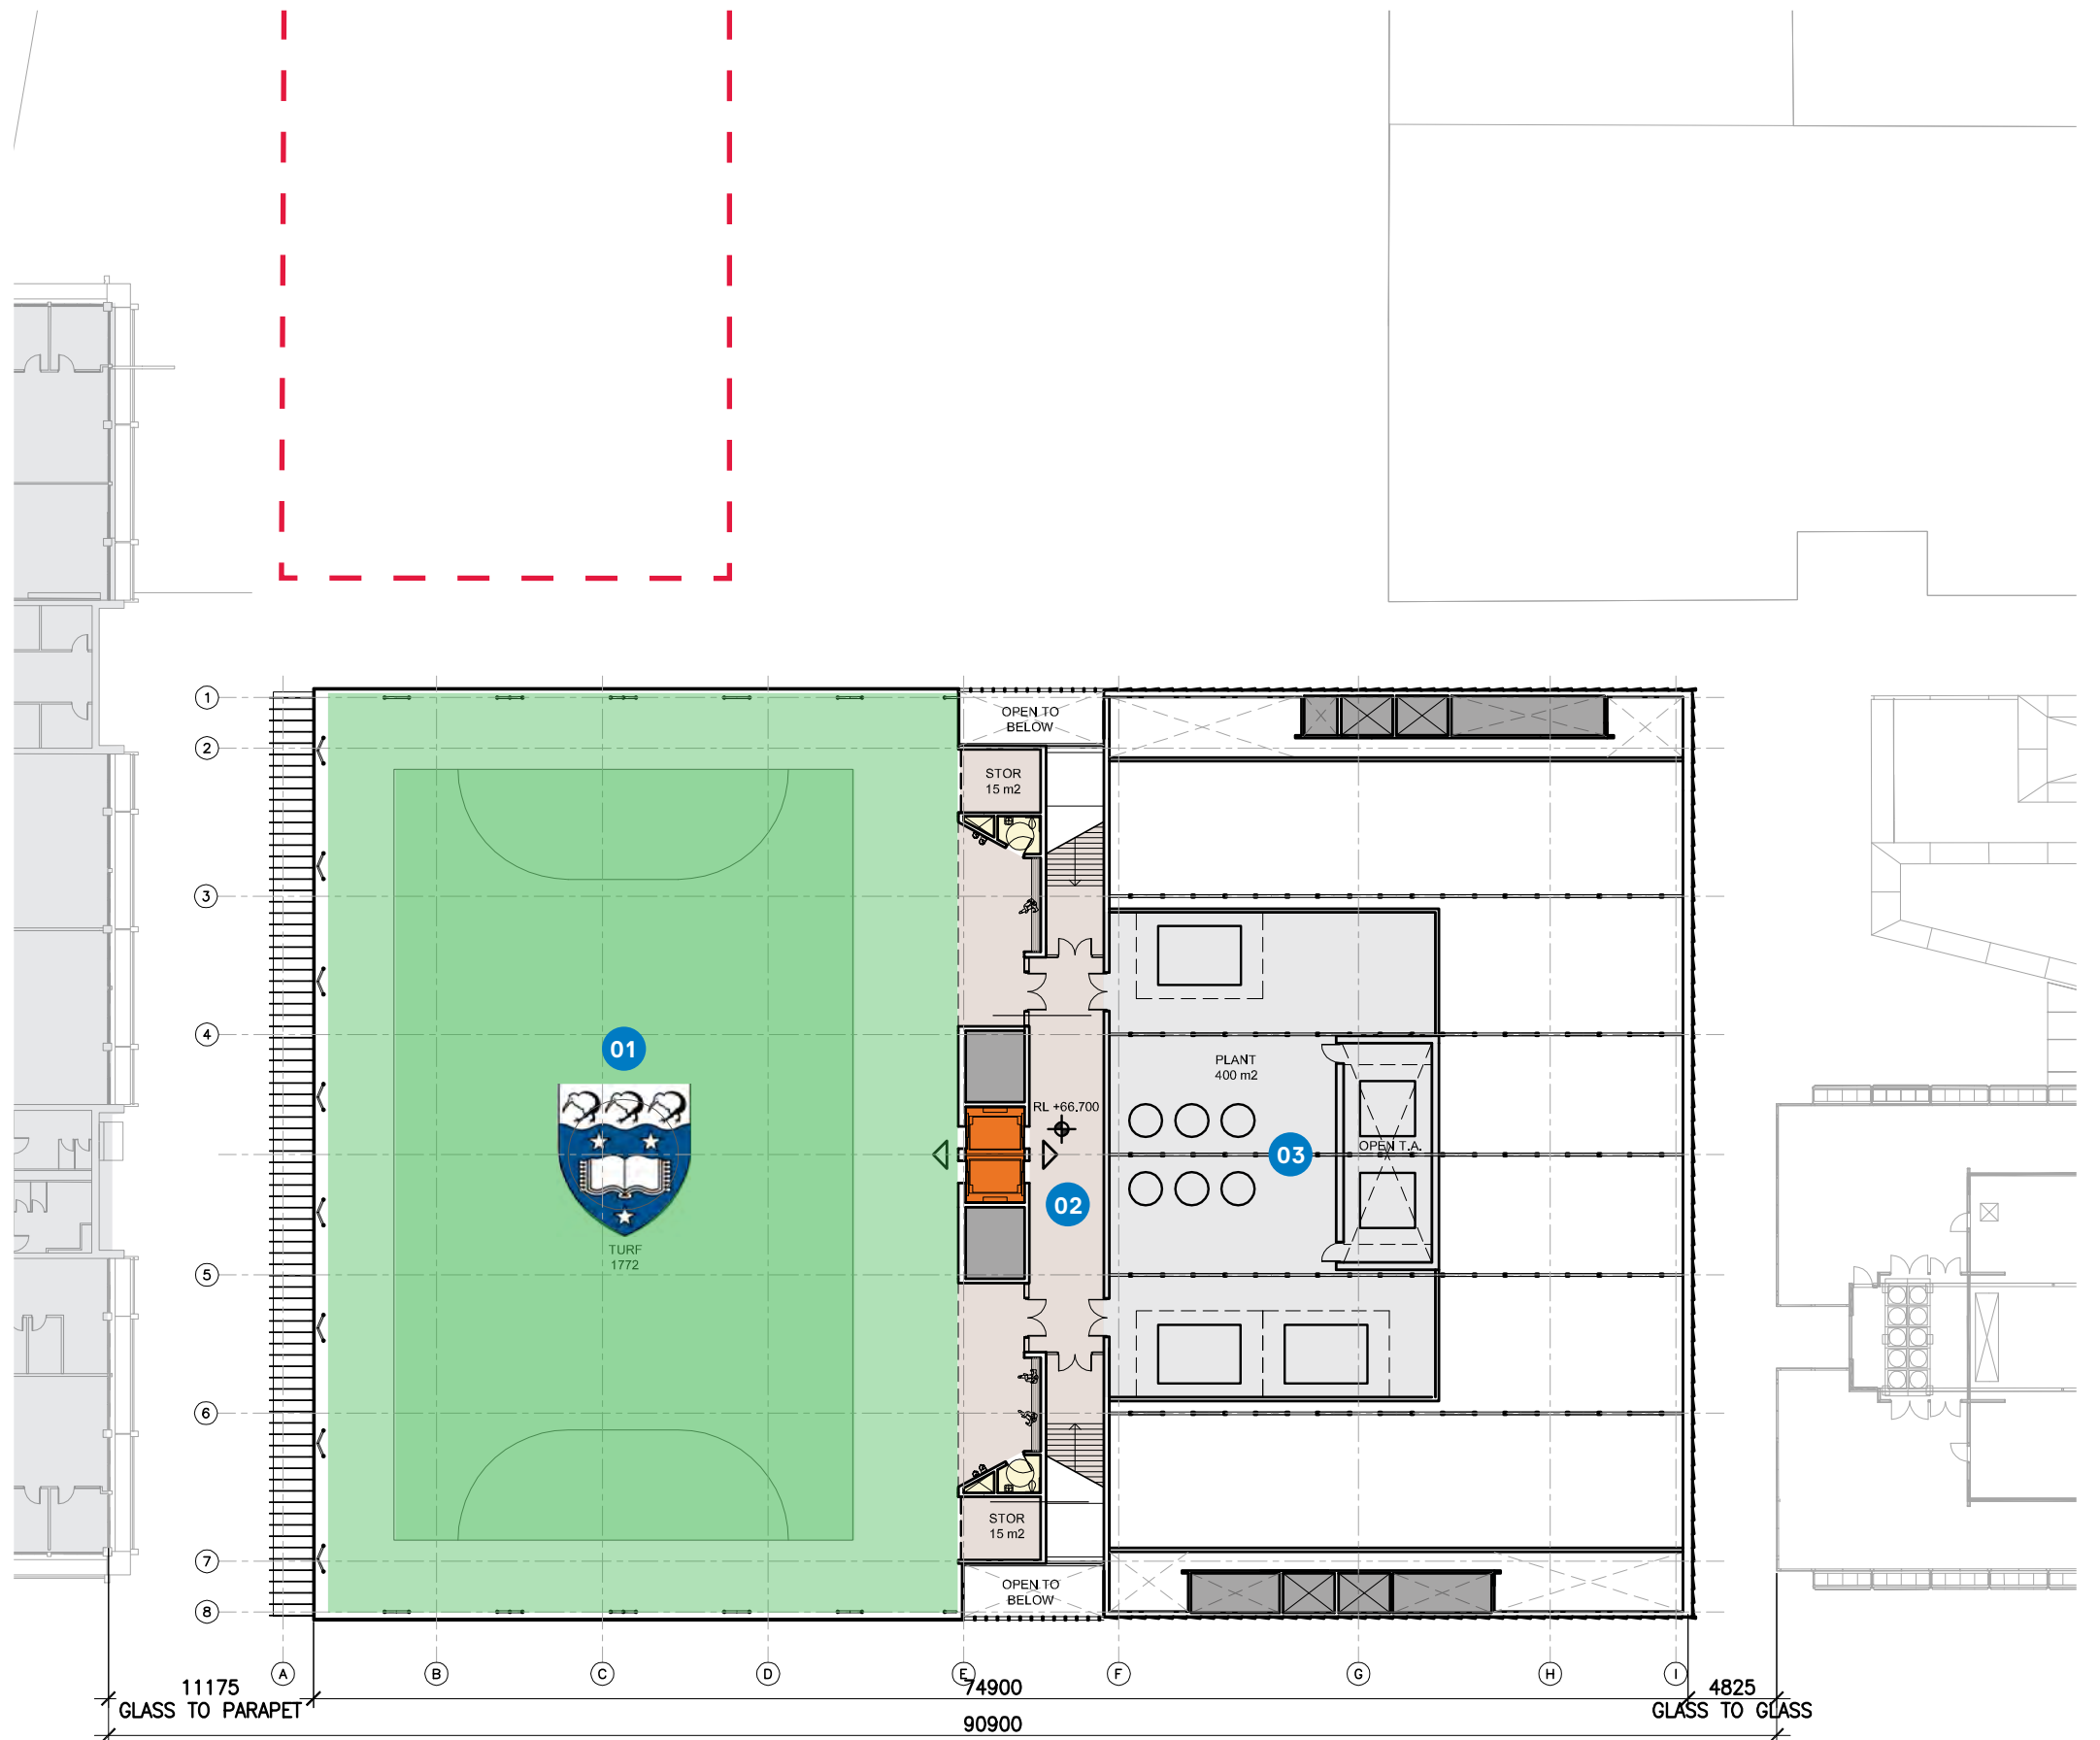 1
OPEN TO
BELOW
2
STOR
15 m2
3
4
01
PLANT
400 m2
RL +66.700
OPEN T.A.
03
02
TURF
1772
5
6
STOR
15 m2
7
OPEN TO
BELOW
8
A
B
C
D
E
F
G
H
I
11175
GLASS TO PARAPET
74900
4825
GLASS TO GLASS
90900